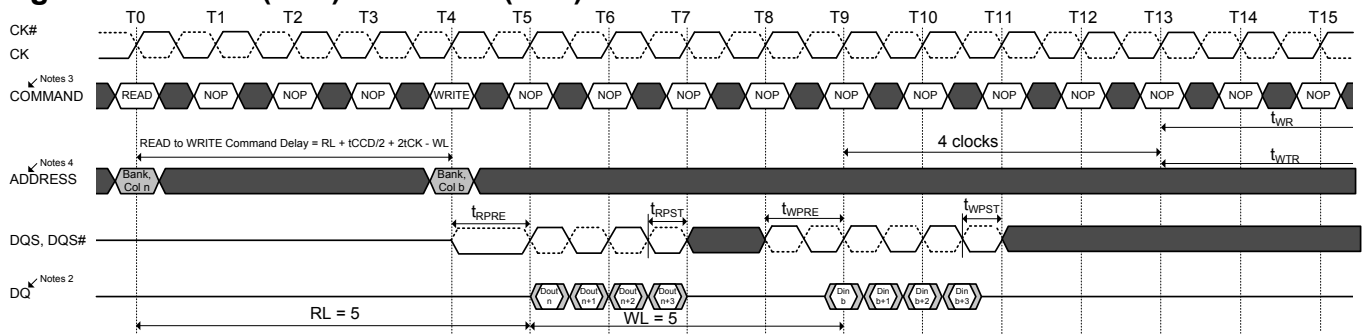 T0 T1 T2 T3 T4 T5 T6 T7 T8 T9 T10 T11 T12 T13 T14 T15
CK#
CK
Notes 3
COMMAND READ NOP NOP NOP WRITE NOP NOP NOP NOP NOP NOP NOP NOP NOP NOP NOP
tWR
READ to WRITE Command Delay = RL + tCCD/2 + 2tCK - WL
4 clocks
tWTR
Notes 4
ADDRESS
Bank, Col n
Bank, Col b
tRPRE tRPST tWPRE tWPST
DQS, DQS#
Notes 2
DQ
Dout n Dout n+1 Dout n+2 Dout n+3 Din b Din b+1 Din b+2 Din b+3
RL = 5 WL = 5